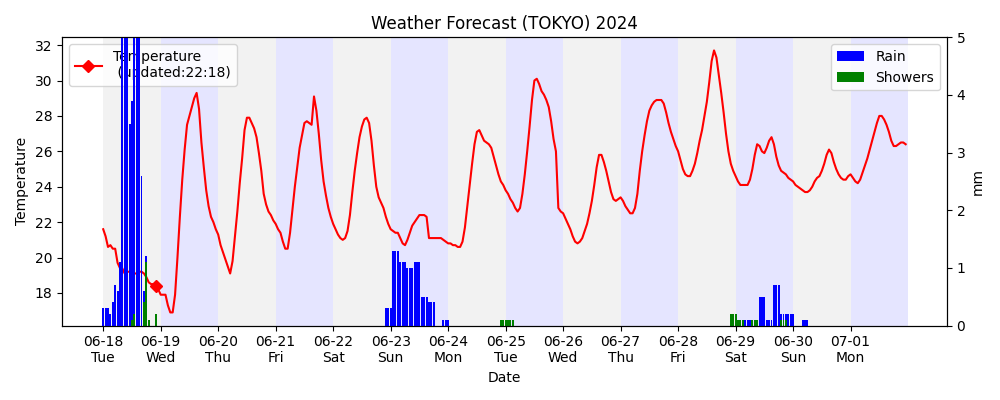 Weather Forecast (TOKYO) 2024
Temperature
(updated:22:18)
Rain
Showers
32
30
28
26
24
22
20
18
Temperature
5
4
3
2
1
0
mm
06-18 06-19 06-20 06-21 06-22 06-23 06-24 06-25 06-26 06-27 06-28 06-29 06-30 07-01
Tue Wed Thu Fri Sat Sun Mon Tue Wed Thu Fri Sat Sun Mon
Date